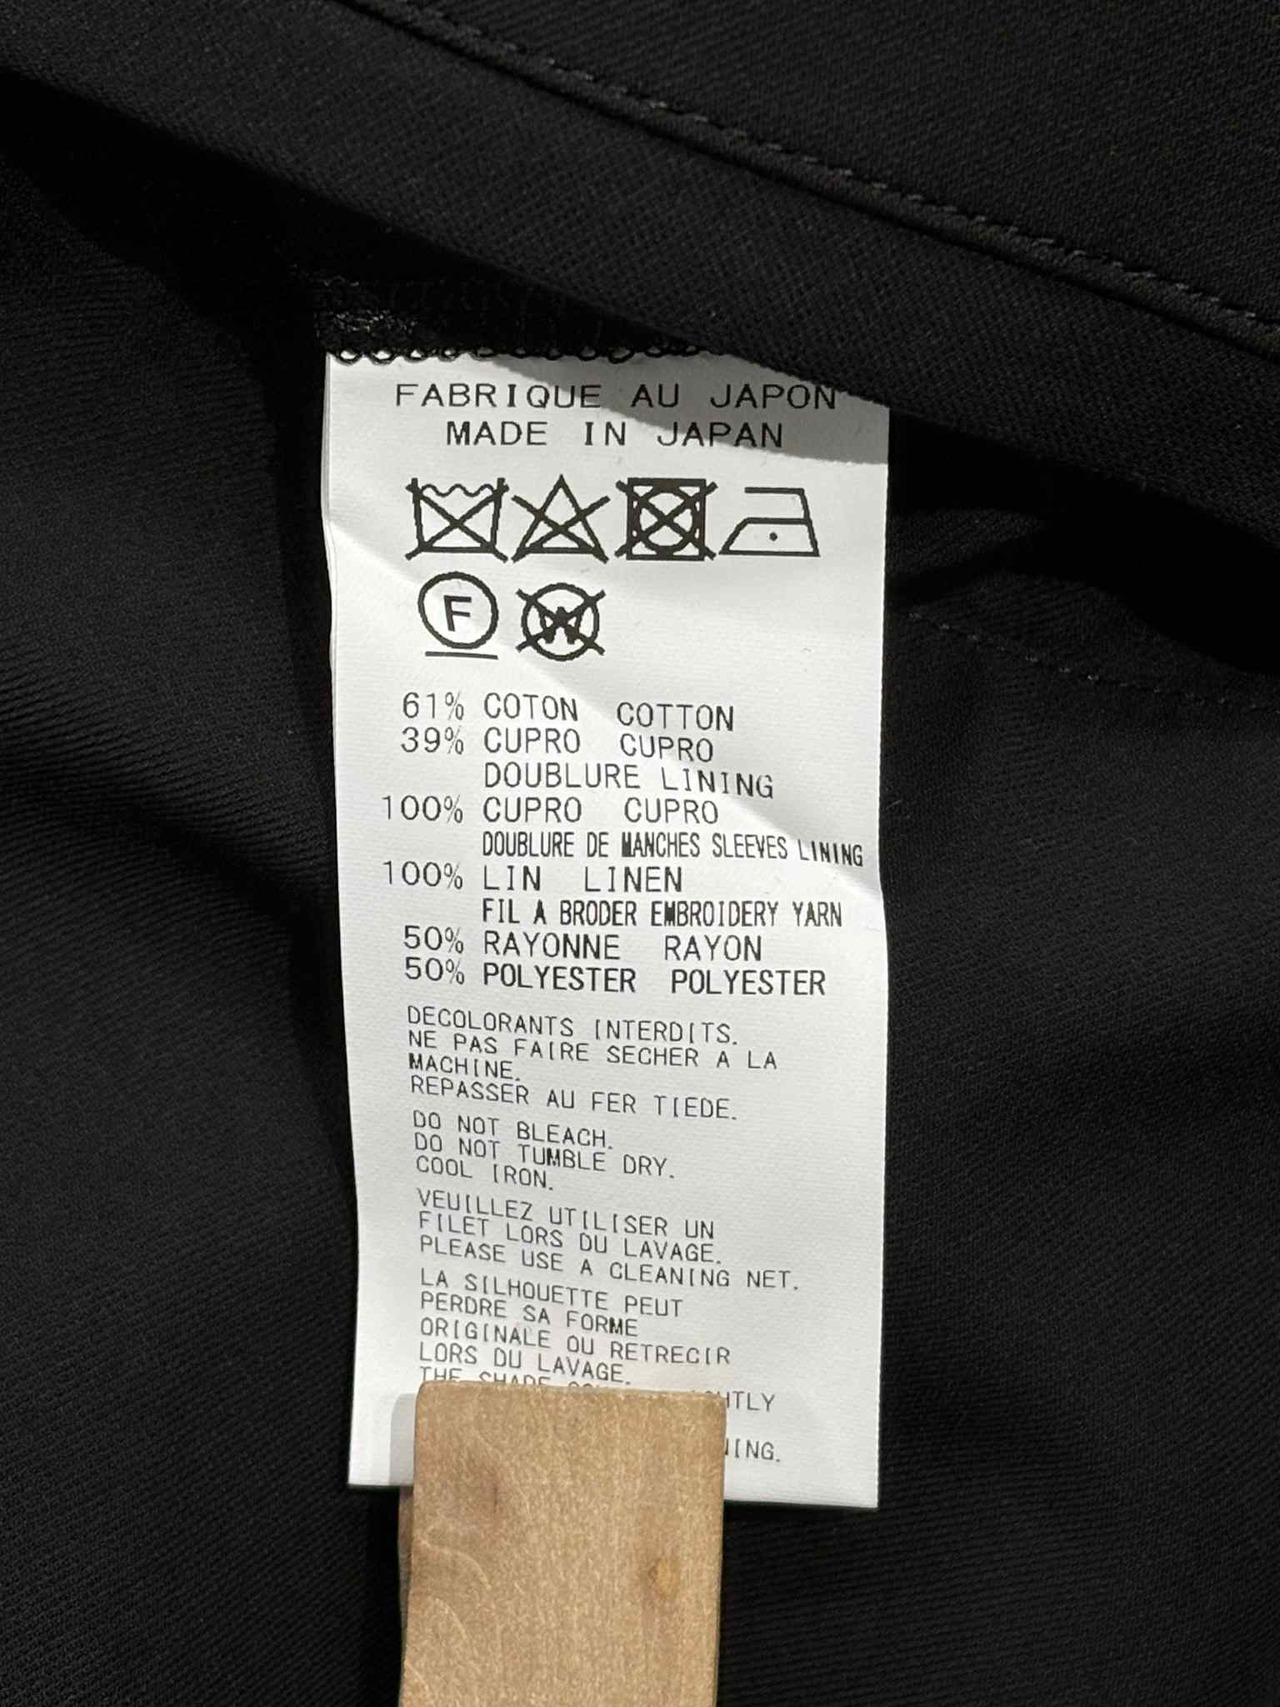 FABRIQUE AU JAPON
MADE IN JAPAN
F W
61% COTON COTTON
39% CUPRO CUPRO
DOUBLURE LINING
100% CUPRO CUPRO
DOUBLURE DE MANCHES SLEEVES LINING
100% LIN LINEN
FIL A BRODER EMBROIDERY YARN
50% RAYONNE RAYON
50% POLYESTER POLYESTER
DECOLORANTS INTERDITS.
NE PAS FAIRE SECHER A LA
MACHINE.
REPASSER AU FER TIEDE.
DO NOT BLEACH.
DO NOT TUMBLE DRY.
COOL IRON.
VEUILLEZ UTILISER UN
FILET LORS DU LAVAGE.
PLEASE USE A CLEANING NET.
LA SILHOUETTE PEUT
PERDRE SA FORME
ORIGINALE OU RETRECIR
LORS DU LAVAGE.
THE SHAPE